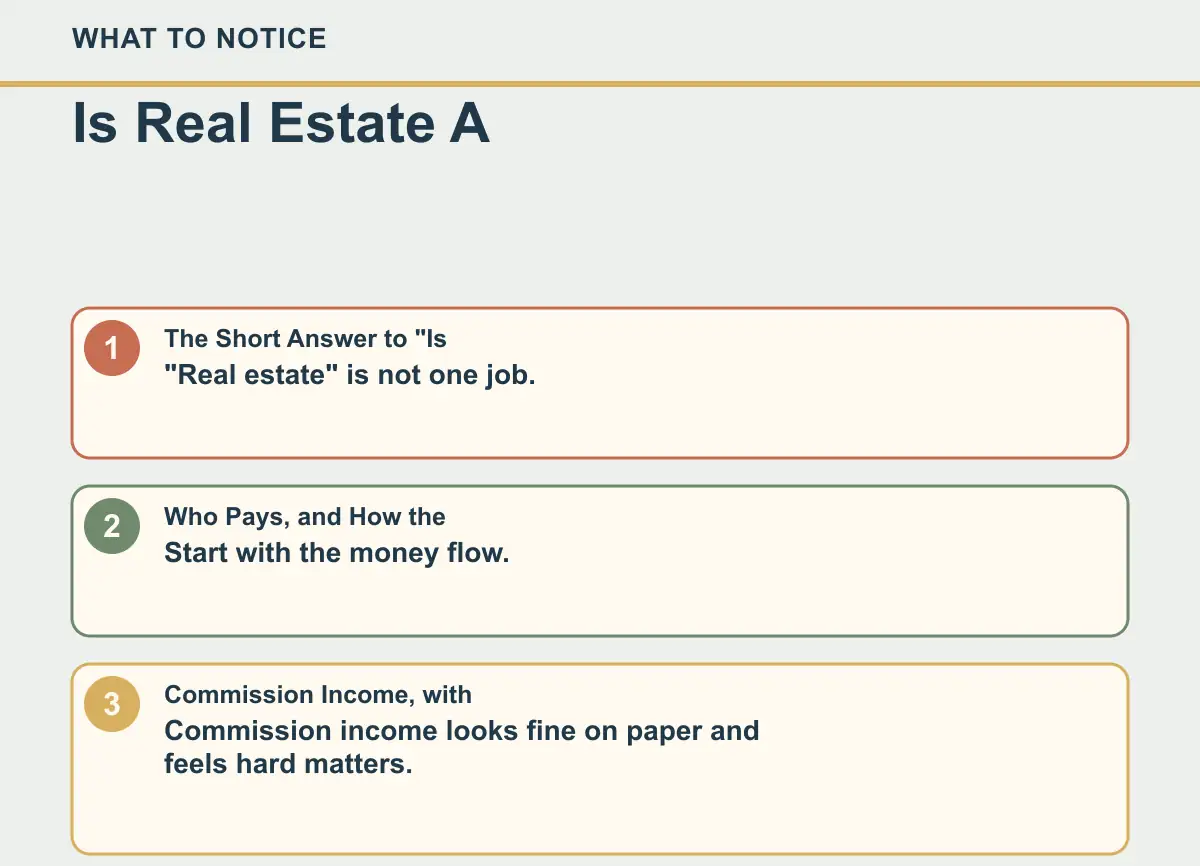 WHAT TO NOTICE
Is Real Estate A
1
The Short Answer to "Is
"Real estate" is not one job.
2
Who Pays, and How the
Start with the money flow.
3
Commission Income, with
Commission income looks fine on paper and
feels hard matters.